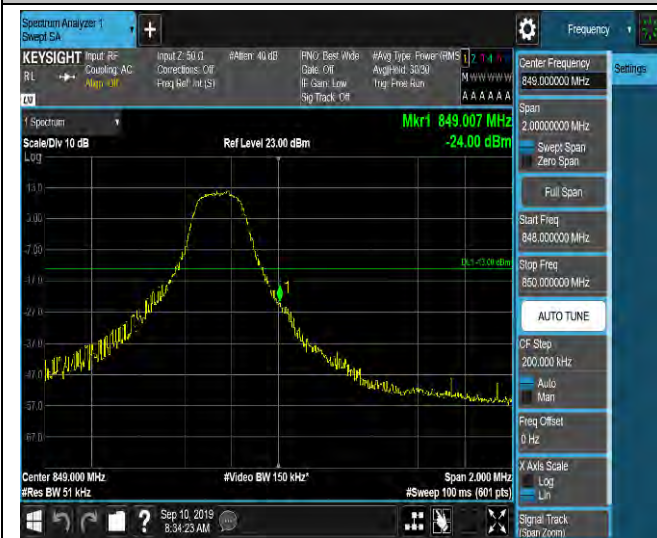 Spectrum Analyzer 1
Swept SA
+
Frequency
KEYSIGHT
Input: RF
Coupling: AC
Align: Off
Input Z: 50 Ω
Corrections: Off
Freq Ref: Int (S)
#Atten: 40 dB
PNO: Best Wide
Gate: Off
IF Gain: Low
Sig Track: Off
#Avg Type: Power (RMS
Avg|Hold: 30/30
Trig: Free Run
RL
LXI
M W W W W W
A A A A A A
1 Spectrum
Scale/Div 10 dB
Ref Level 23.00 dBm
Mkr1 849.007 MHz
-24.00 dBm
Log
13.0
3.00
-7.00
-17.0
-27.0
-37.0
-47.0
-57.0
-67.0
DL1 -13.00 dBm
1
Center 849.000 MHz
#Video BW 150 kHz*
Span 2.000 MHz
#Res BW 51 kHz
#Sweep 100 ms (601 pts)
Sep 10, 2019
8:34:23 AM
?
Center Frequency
849.000000 MHz
Settings
Span
2.00000000 MHz
Swept Span
Zero Span
Full Span
Start Freq
848.000000 MHz
Stop Freq
850.000000 MHz
AUTO TUNE
CF Step
200.000 kHz
Auto
Man
Freq Offset
0 Hz
X Axis Scale
Log
Lin
Signal Track
(Span Zoom)